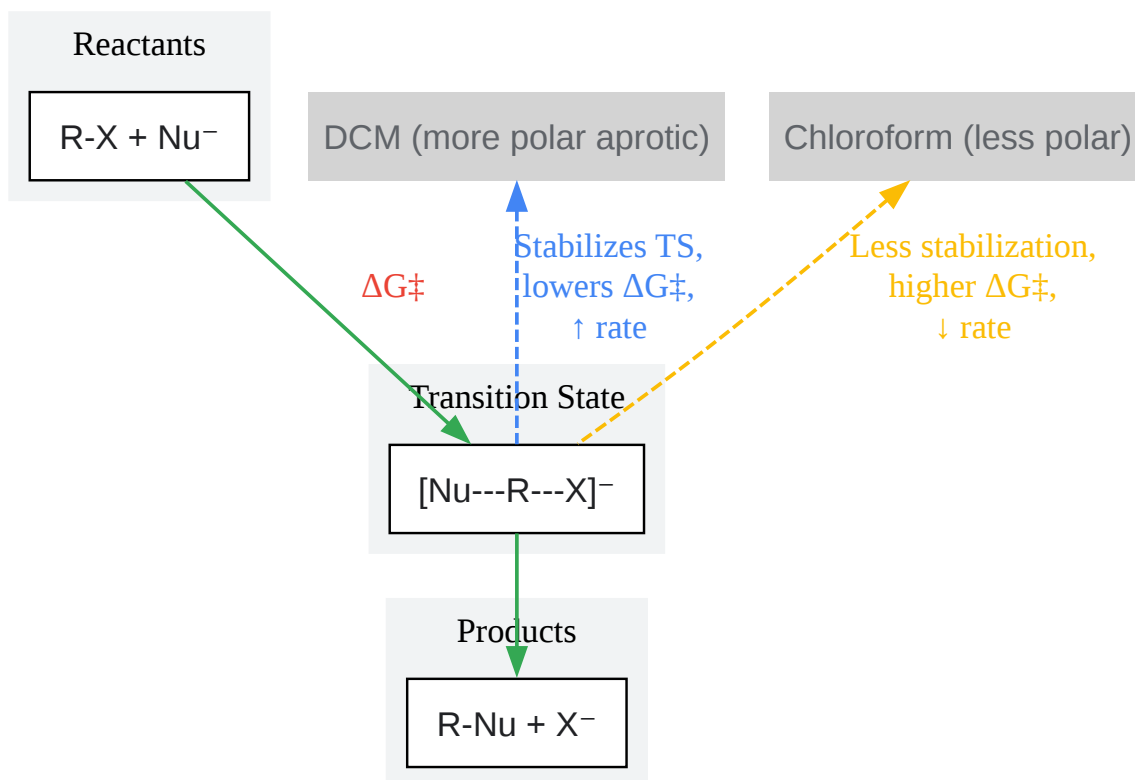 Reactants
R-X + Nu⁻
DCM (more polar aprotic)
Chloroform (less polar)
ΔG‡
Stabilizes TS,
lowers ΔG‡,
↑ rate
Less stabilization,
higher ΔG‡,
↓ rate
Transition State
[Nu---R---X]⁻
Products
R-Nu + X⁻